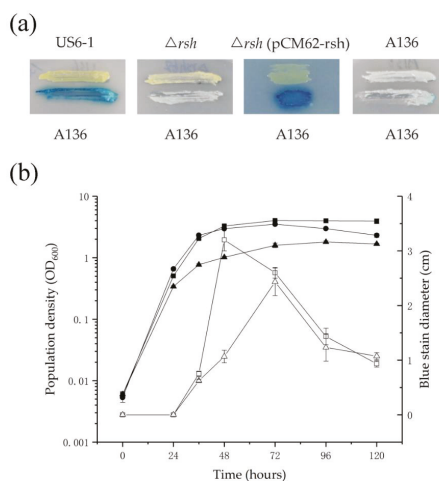 (a)
US6-1 △rsh △rsh (pCM62-rsh) A136
A136 A136 A136 A136
(b)
Population density (OD600)
10
1
0.1
0.01
0.001
Blue stain diameter (cm)
4
3
2
1
0
0 24 48 72 96 120
Time (hours)